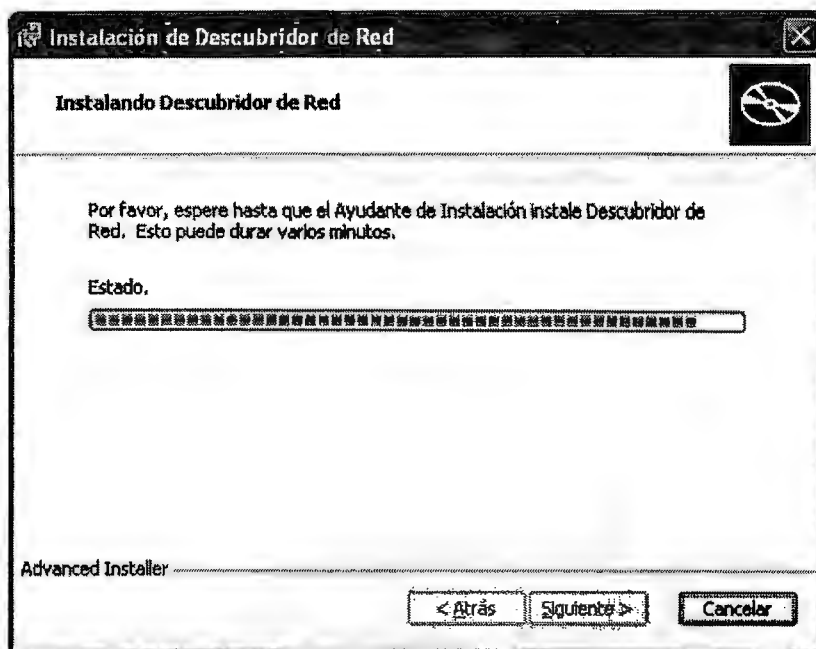 Instalación de Descubridor de Red
Instalando Descubridor de Red
Por favor, espere hasta que el Ayudante de Instalación instale Descubridor de
Red. Esto puede durar varios minutos.
Estado.
Advanced Installer
< Atrás Siguiente > Cancelar